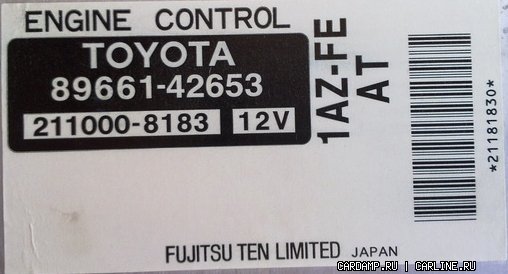 ENGINE CONTROL
TOYOTA
89661-42653
211000-8183 12V
1AZ-FE
AT
*21181830*
FUJITSU TEN LIMITED JAPAN
CARDAMP.RU | CARLINE.RU